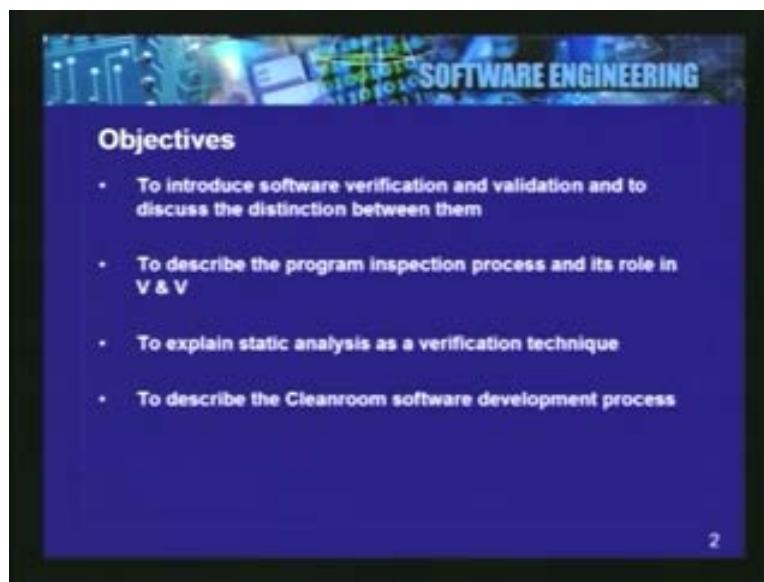 SOFTWARE ENGINEERING
Objectives
• To introduce software verification and validation and to
discuss the distinction between them
• To describe the program inspection process and its role in
V & V
• To explain static analysis as a verification technique
• To describe the Cleanroom software development process
2